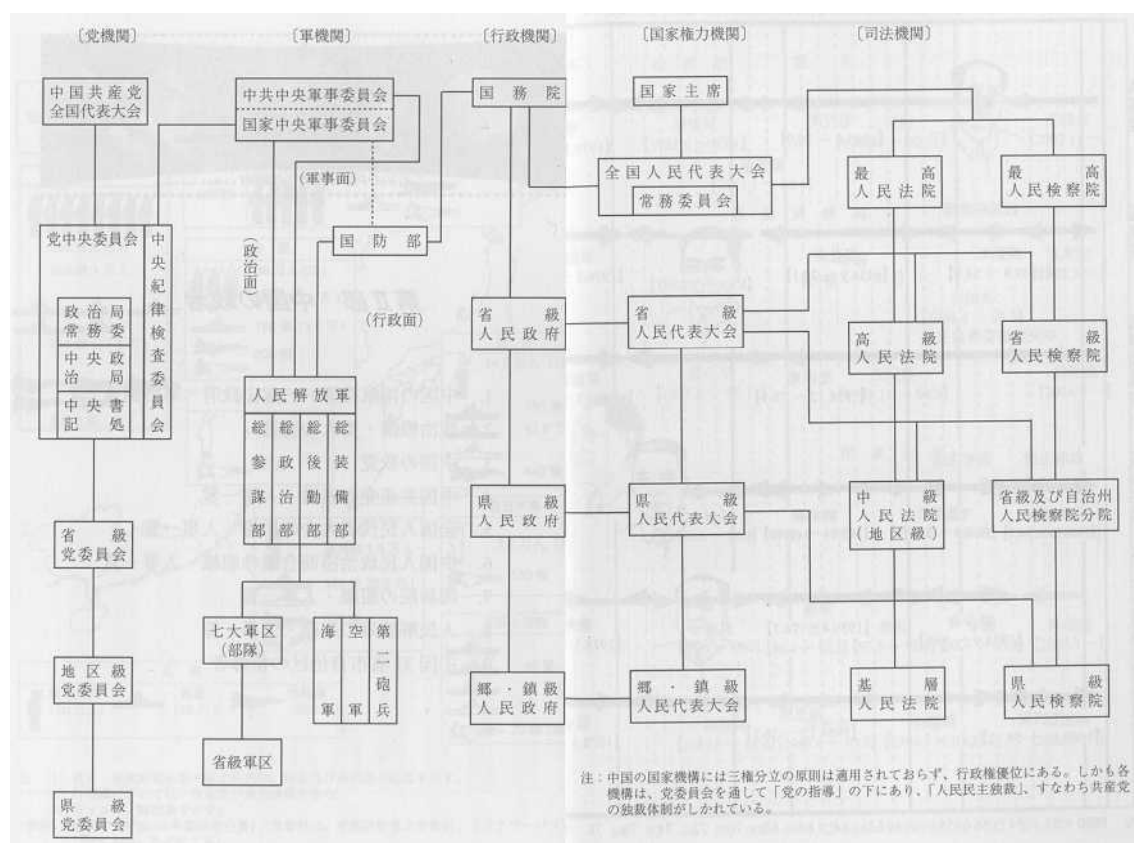 〔党機関〕
〔軍機関〕
〔行政機関〕
〔国家権力機関〕
〔司法機関〕
中国共産党
全国代表大会
中共中央軍事委員会
国家中央軍事委員会
国務院
国家主席
(軍事面)
全国人民代表大会
常務委員会
最高
人民法院
最高
人民検察院
党中央委員会
中央紀律検査委員会
政治局
常務委
中央政
治局
中央書
記処
(政治面)
国防部
(行政面)
省級
人民政府
省級
人民代表大会
高級
人民法院
省級
人民検察院
人民解放軍
総参謀部
総政治部
総後勤部
総装備部
県級
人民政府
県級
人民代表大会
中級
人民法院
(地区級)
省級及び自治州
人民検察院分院
省級
党委員会
七大軍区
(部隊)
海軍
空軍
第二砲兵
地区級
党委員会
郷・鎮級
人民政府
郷・鎮級
人民代表大会
基層
人民法院
県級
人民検察院
省級軍区
県級
党委員会
注:中国の国家機構には三権分立の原則は適用されておらず、行政権優位にある。しかも各
機構は、党委員会を通して「党の指導」の下にあり、「人民民主独裁」、すなわち共産党
の独裁体制がしかれている。